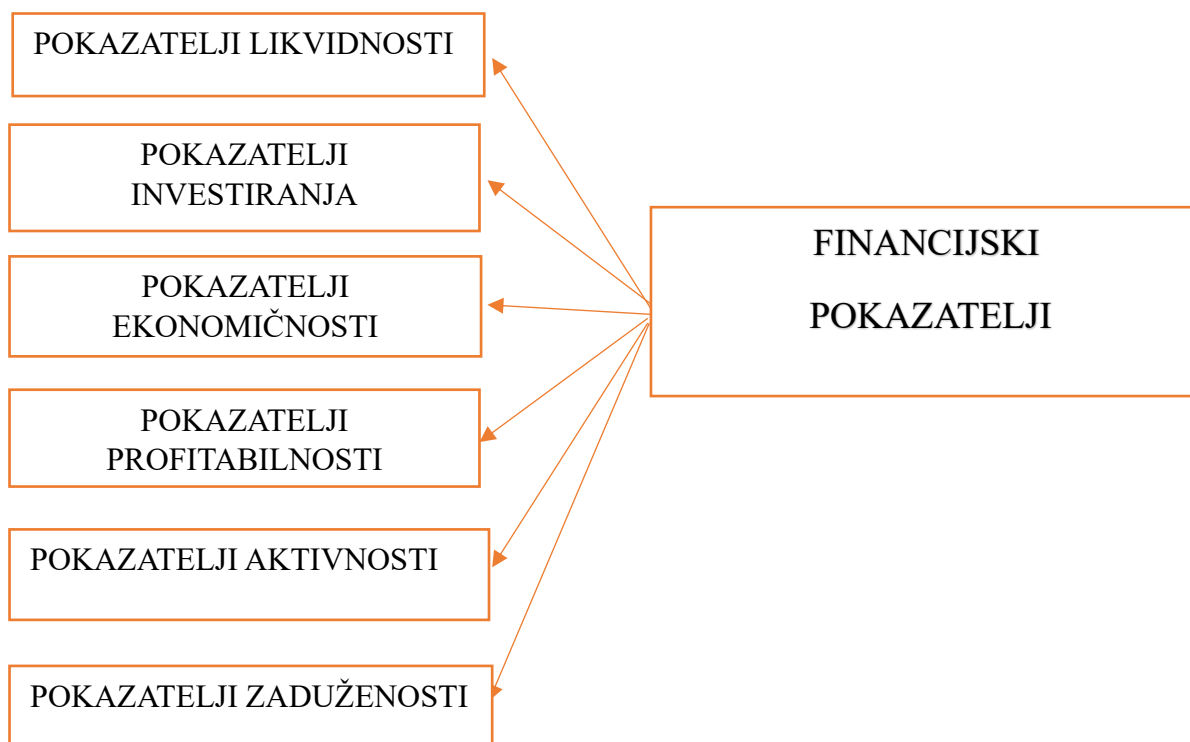 POKAZATELJI LIKVIDNOSTI
POKAZATELJI
INVESTIRANJA
POKAZATELJI
EKONOMIČNOSTI
POKAZATELJI
PROFITABILNOSTI
POKAZATELJI AKTIVNOSTI
POKAZATELJI ZADUŽENOSTI
FINANCIJSKI
POKAZATELJI